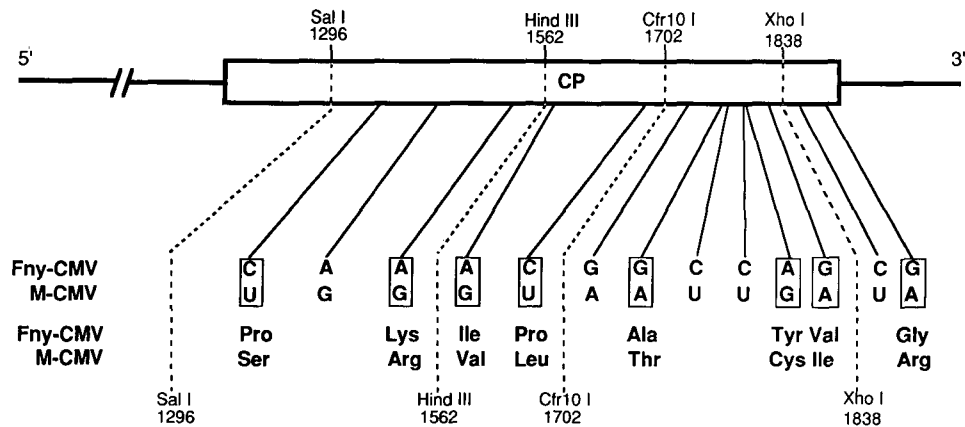 Sal I Hind III Cfr10 I Xho I
1296 1562 1702 1838
5' 3'
CP
Fny-CMV C A A A C G G C C A G C G
M-CMV U G G G U A A U U G A U A
Fny-CMV Pro Lys Ile Pro Ala Tyr Val Gly
M-CMV Ser Arg Val Leu Thr Cys Ile Arg
Sal I Hind III Cfr10 I Xho I
1296 1562 1702 1838